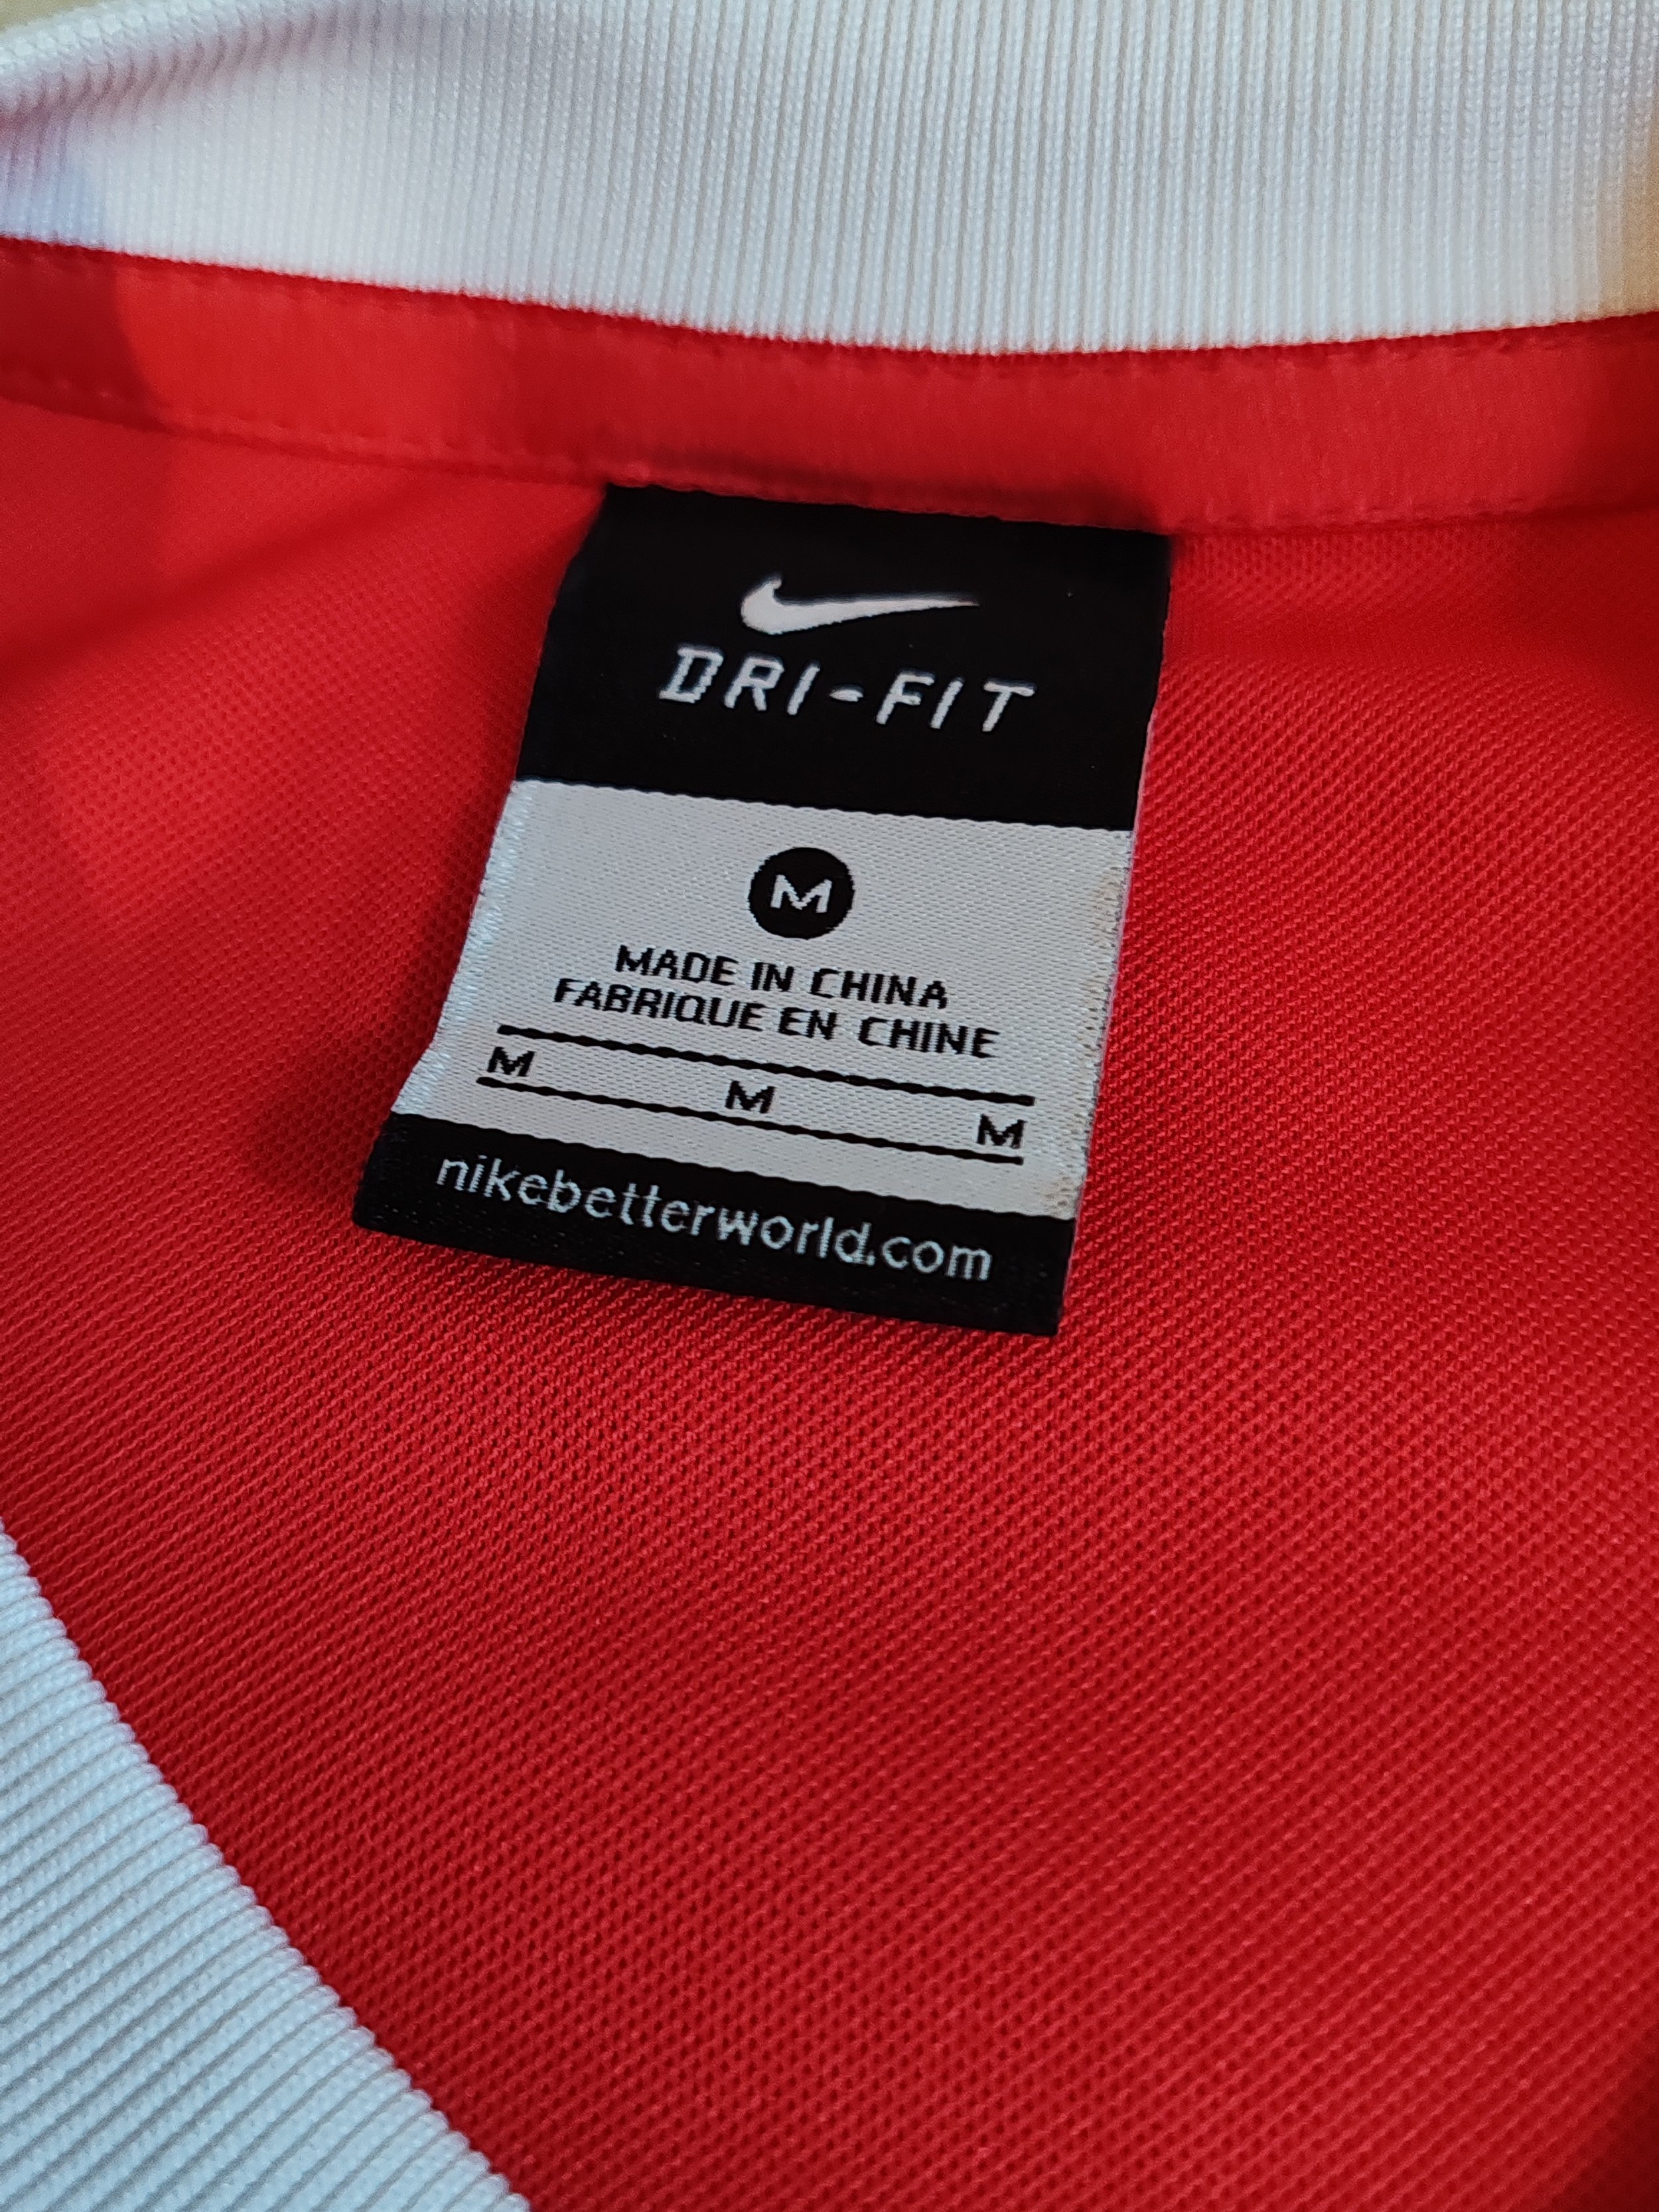 DRI-FIT
M
MADE IN CHINA
FABRIQUE EN CHINE
M M M
nikebetterworld.com